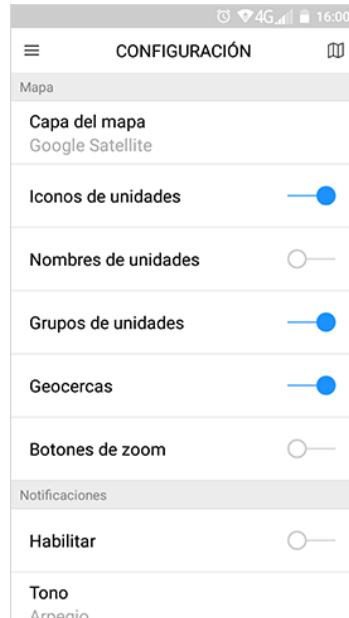 4G 16:00
CONFIGURACIÓN
Mapa
Capa del mapa
Google Satellite
Iconos de unidades
Nombres de unidades
Grupos de unidades
Geocercas
Botones de zoom
Notificaciones
Habilitar
Tono
Arpegio